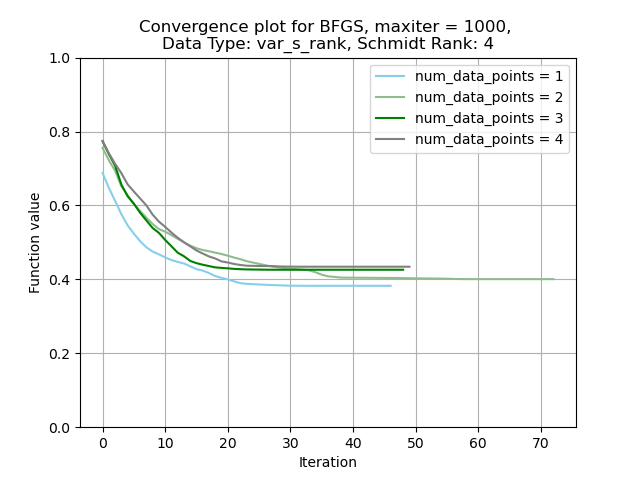 Convergence plot for BFGS, maxiter = 1000,
Data Type: var_s_rank, Schmidt Rank: 4
num_data_points = 1
num_data_points = 2
num_data_points = 3
num_data_points = 4
1.0
0.8
0.6
0.4
0.2
0.0
Function value
0 10 20 30 40 50 60 70
Iteration